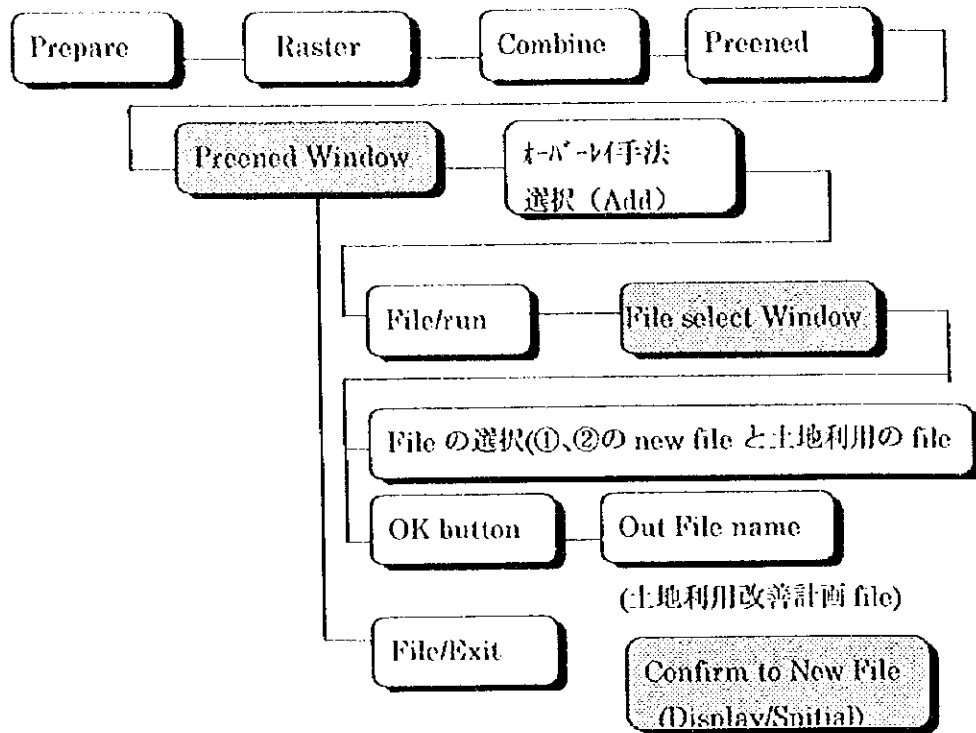 Prepare
Raster
Combine
Preened
Preened Window
ｵｰﾊﾞｰﾚｲ手法
選択（Add）
File/run
File select Window
File の選択(①、②の new file と土地利用の file
OK button
Out File name
(土地利用改善計画 file)
File/Exit
Confirm to New File
(Display/Spitial)